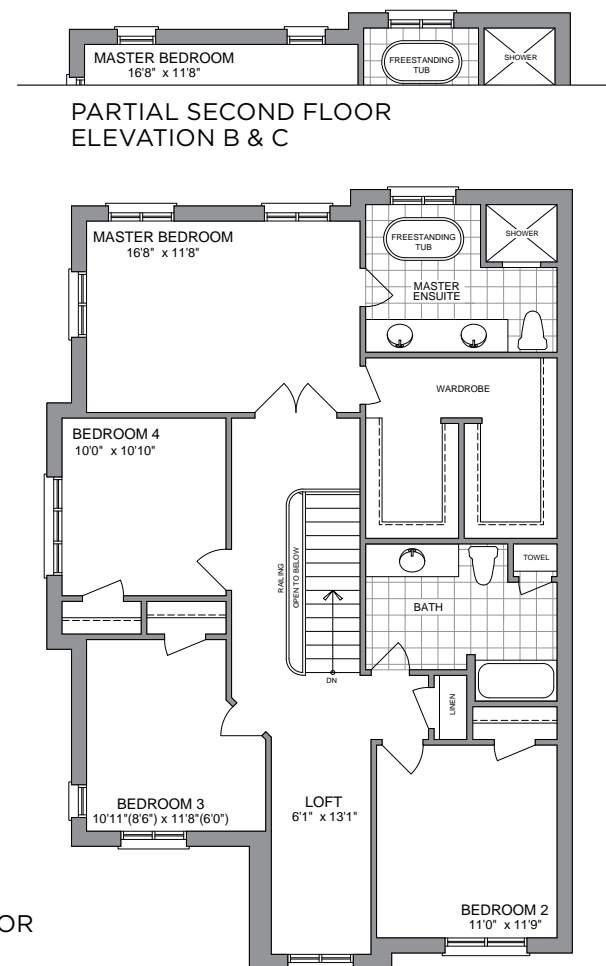 MASTER BEDROOM
16'8" x 11'8"
FREESTANDING
TUB
SHOWER
PARTIAL SECOND FLOOR
ELEVATION B & C
MASTER BEDROOM
16'8" x 11'8"
FREESTANDING
TUB
SHOWER
MASTER
ENSUITE
WARDROBE
BEDROOM 4
10'0" x 10'10"
RAILING
OPEN TO BELOW
DN
TOWEL
BATH
LINEN
BEDROOM 3
10'11"(8'6") x 11'8"(6'0")
LOFT
6'1" x 13'1"
BEDROOM 2
11'0" x 11'9"
OR